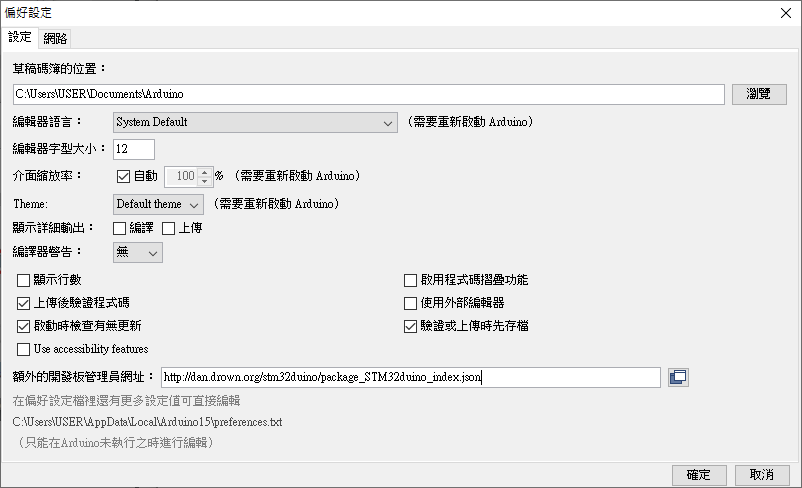 偏好設定
設定 網路
草稿碼簿的位置：
C:\Users\USER\Documents\Arduino 瀏覽
編輯器語言： System Default （需要重新啟動 Arduino）
編輯器字型大小： 12
介面縮放率： 自動 100 % （需要重新啟動 Arduino）
Theme: Default theme （需要重新啟動 Arduino）
顯示詳細輸出： 編譯 上傳
編譯器警告： 無
顯示行數 啟用程式碼摺疊功能
上傳後驗證程式碼 使用外部編輯器
啟動時檢查有無更新 驗證或上傳時先存檔
Use accessibility features
額外的開發板管理員網址： http://dan.drown.org/stm32duino/package_STM32duino_index.json
在偏好設定檔裡還有更多設定值可直接編輯
C:\Users\USER\AppData\Local\Arduino15\preferences.txt
（只能在Arduino未執行之時進行編輯）
確定 取消